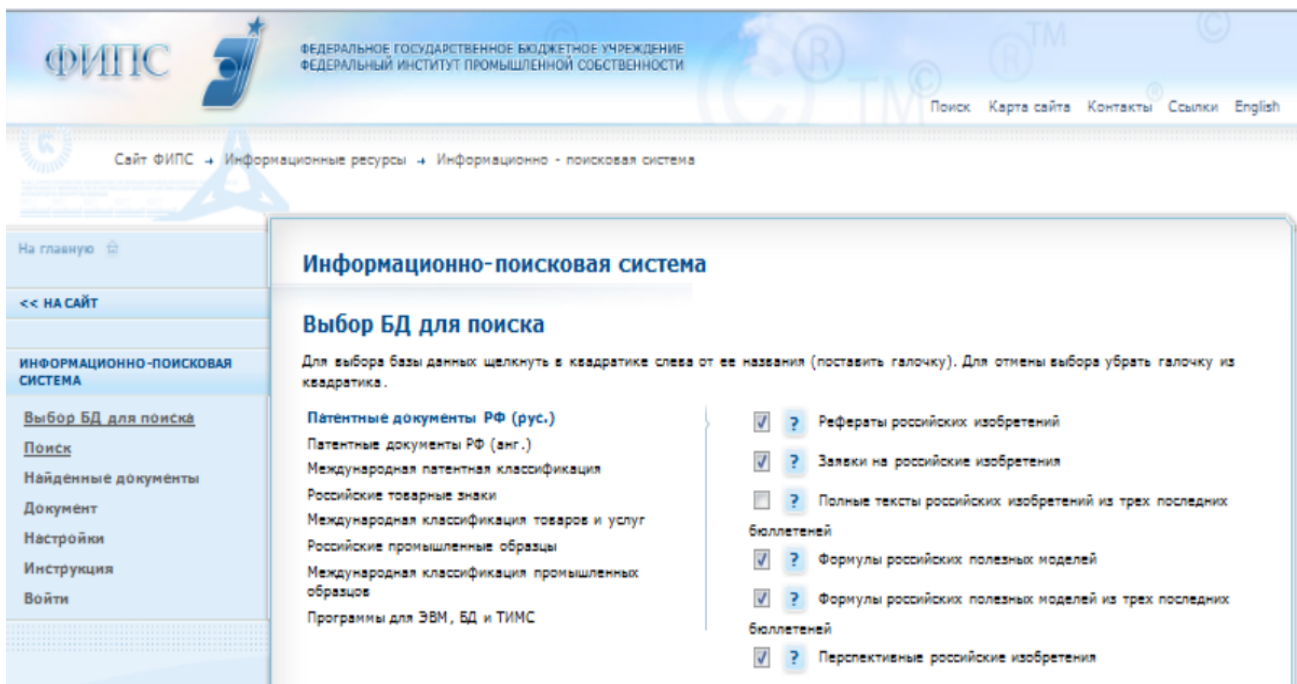 ФИПС
ФЕДЕРАЛЬНОЕ ГОСУДАРСТВЕННОЕ БЮДЖЕТНОЕ УЧРЕЖДЕНИЕ
ФЕДЕРАЛЬНЫЙ ИНСТИТУТ ПРОМЫШЛЕННОЙ СОБСТВЕННОСТИ
Поиск Карта сайта Контакты Ссылки English
Сайт ФИПС → Информационные ресурсы → Информационно - поисковая система
На главную
<< НА САЙТ
ИНФОРМАЦИОННО-ПОИСКОВАЯ
СИСТЕМА
Выбор БД для поиска
Поиск
Найденные документы
Документ
Настройки
Инструкция
Войти
Информационно-поисковая система
Выбор БД для поиска
Для выбора базы данных щелкнуть в квадратике слева от ее названия (поставить галочку). Для отмены выбора убрать галочку из
квадратика.
Патентные документы РФ (рус.)
Патентные документы РФ (анг.)
Международная патентная классификация
Российские товарные знаки
Международная классификация товаров и услуг
Российские промышленные образцы
Международная классификация промышленных
образцов
Программы для ЭВМ, БД и ТИМС
? Рефераты российских изобретений
? Заявки на российские изобретения
? Полные тексты российских изобретений из трех последних
бюллетеней
? Формулы российских полезных моделей
? Формулы российских полезных моделей из трех последних
бюллетеней
? Перспективные российские изобретения